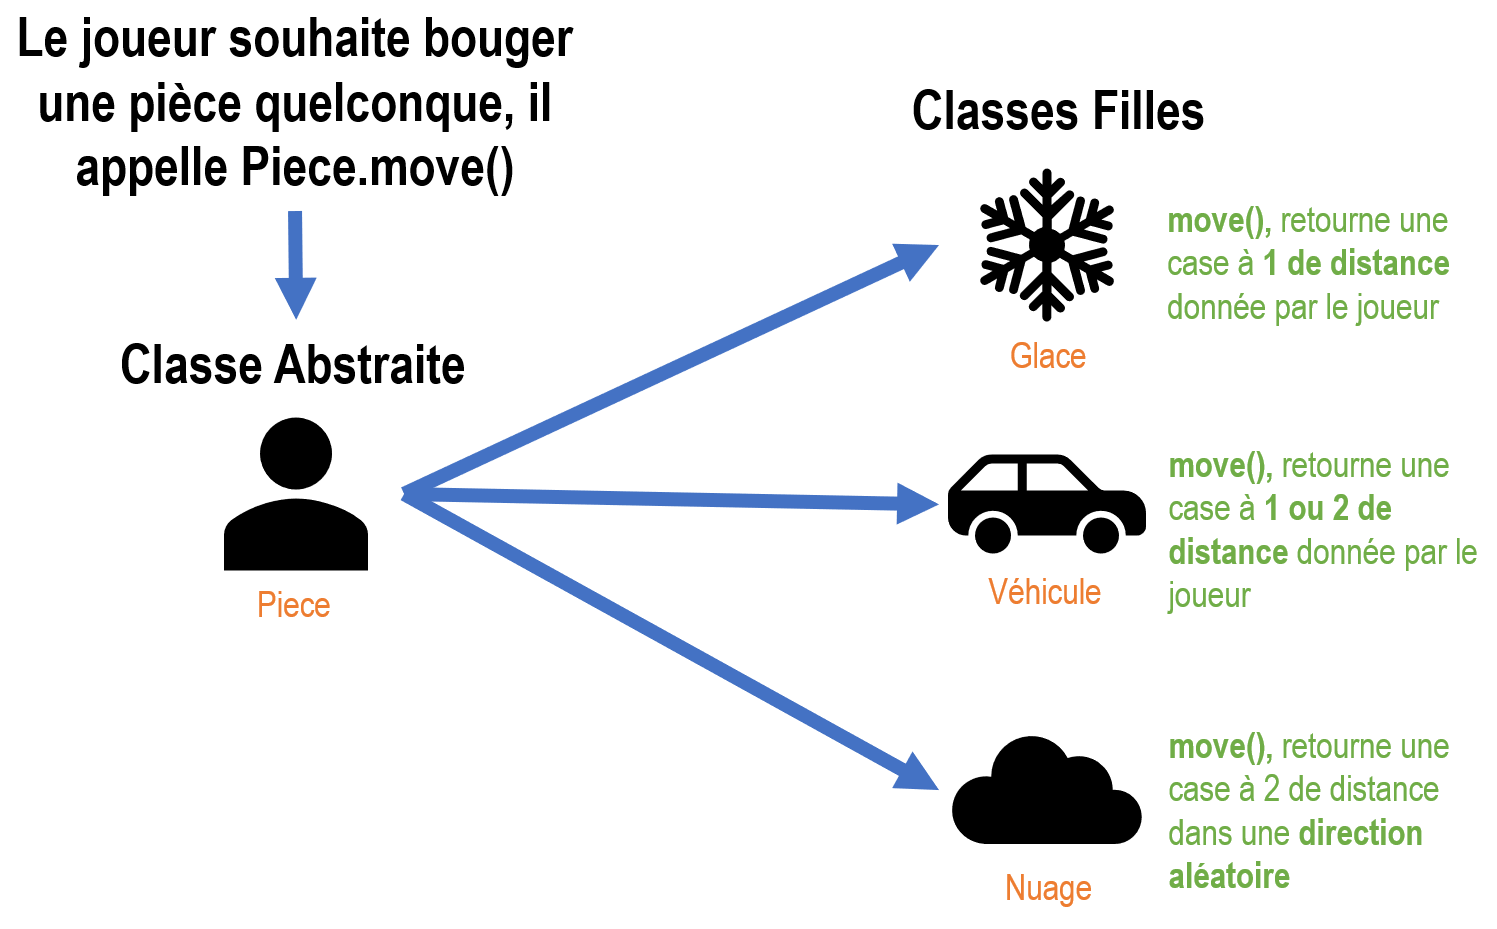 Le joueur souhaite bouger
une pièce quelconque, il
appelle Piece.move()
Classe Abstraite
Piece
Classes Filles
move(), retourne une
case à 1 de distance
donnée par le joueur
Glace
move(), retourne une
case à 1 ou 2 de
distance donnée par le
joueur
Véhicule
move(), retourne une
case à 2 de distance
dans une direction
aléatoire
Nuage